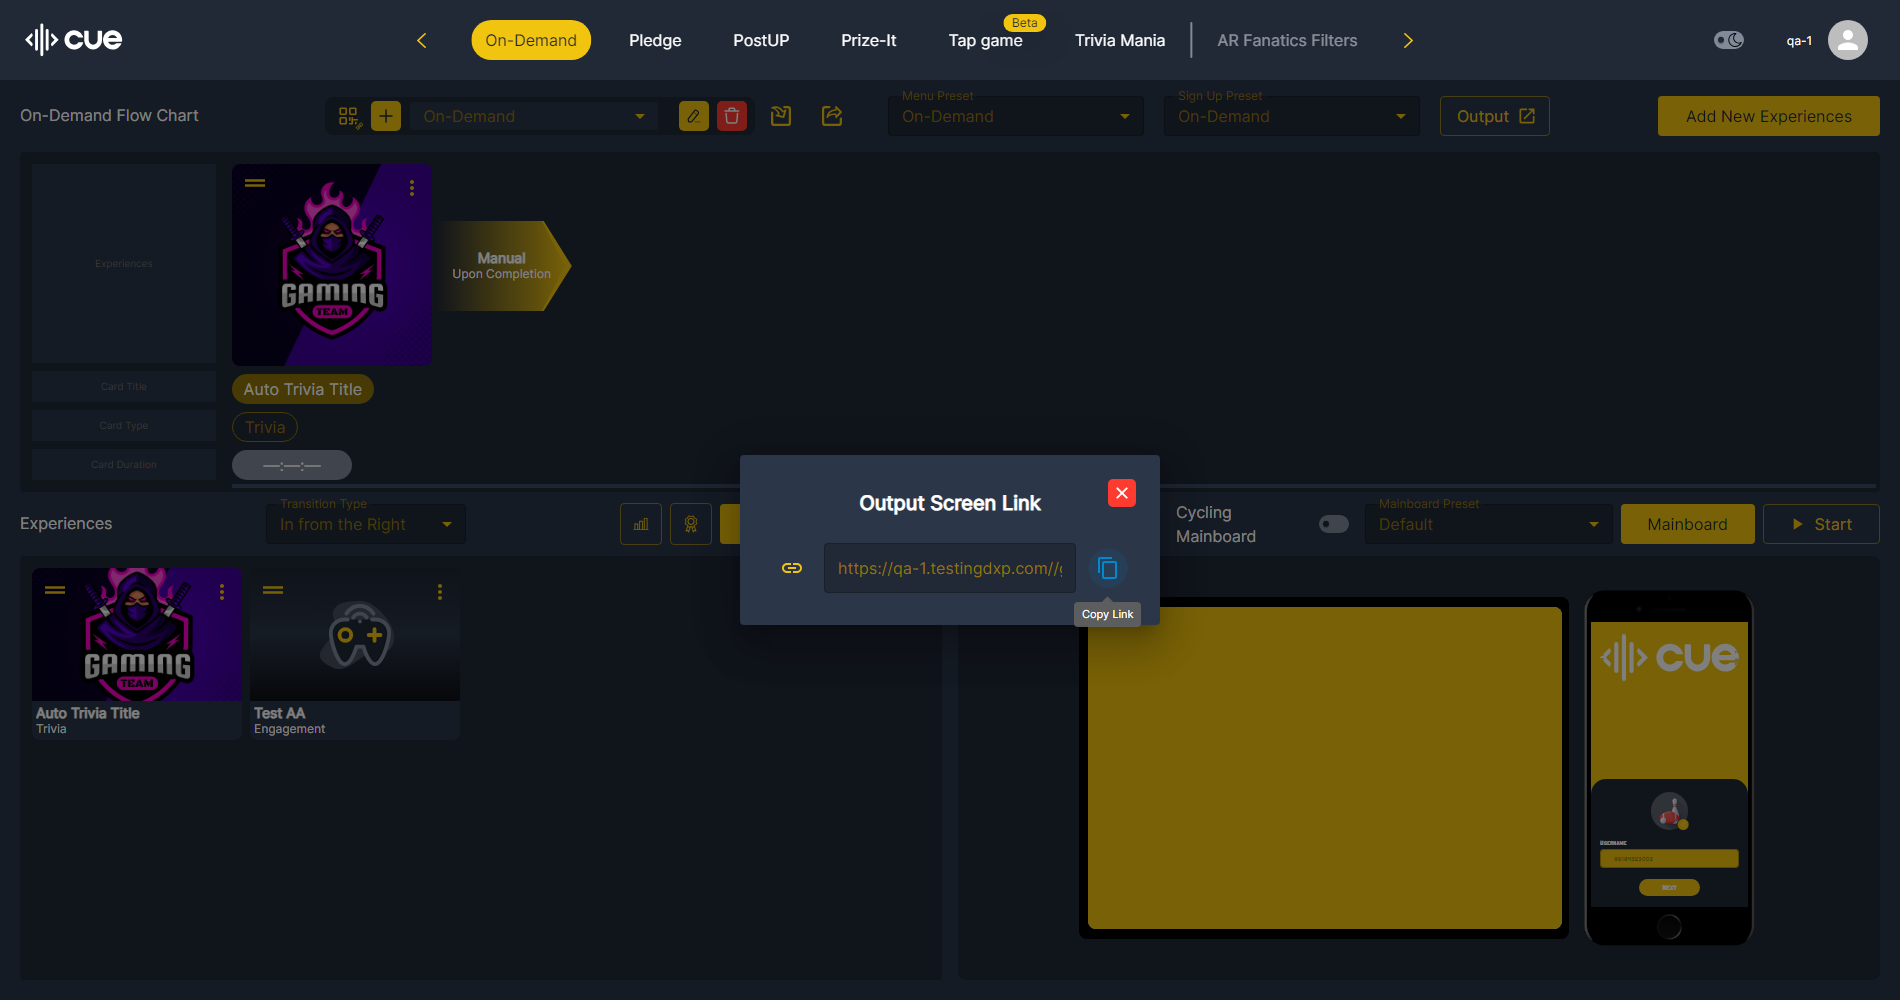 cue
On-Demand
Pledge
PostUP
Prize-It
Tap game
Beta
Trivia Mania
AR Fanatics Filters
qa-1
On-Demand Flow Chart
On-Demand
Menu Preset
On-Demand
Sign Up Preset
On-Demand
Output
Add New Experiences
Experiences
GAMING
TEAM
Manual
Upon Completion
Card Title
Auto Trivia Title
Card Type
Trivia
Card Duration
—:—:—
Experiences
Transition Type
In from the Right
Cycling
Mainboard
Mainboard Preset
Default
Mainboard
Start
Output Screen Link
https://qa-1.testingdxp.com//g
Copy Link
GAMING
TEAM
Auto Trivia Title
Trivia
Test AA
Engagement
cue
USERNAME
NEXT